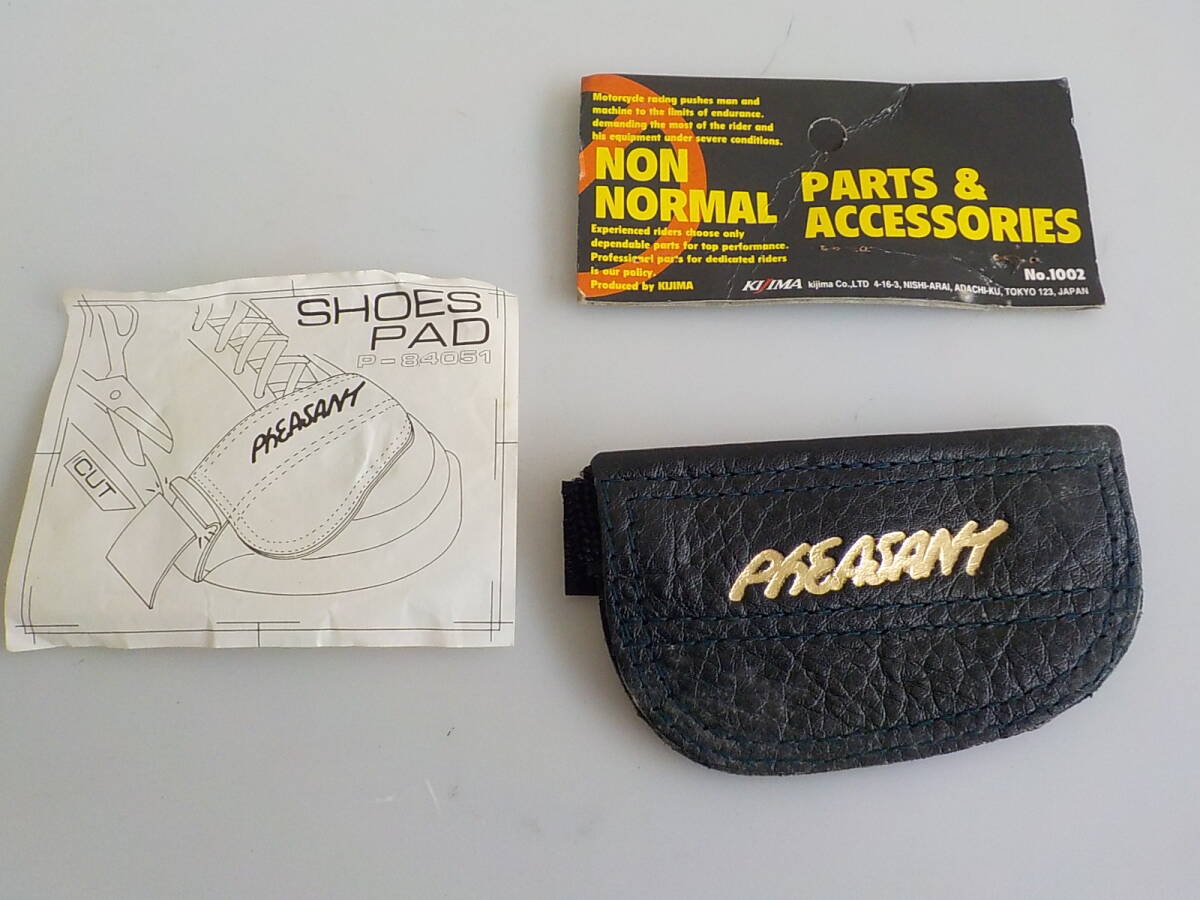 Motorcycle racing pushes man and
machine to the limits of endurance.
demanding the most of the rider and
his equipment under severe conditions.
NON
NORMAL
Experienced riders choose only
dependable parts for top performance.
Professional parts for dedicated riders
is our policy.
Produced by KIJIMA
PARTS &
ACCESSORIES
No.1002
KIJIMA kijima Co.,LTD 4-16-3, NISHI-ARAI, ADACHI-KU, TOKYO 123, JAPAN
SHOES
PAD
P-84051
PhEASANT
CUT
PhEASANT